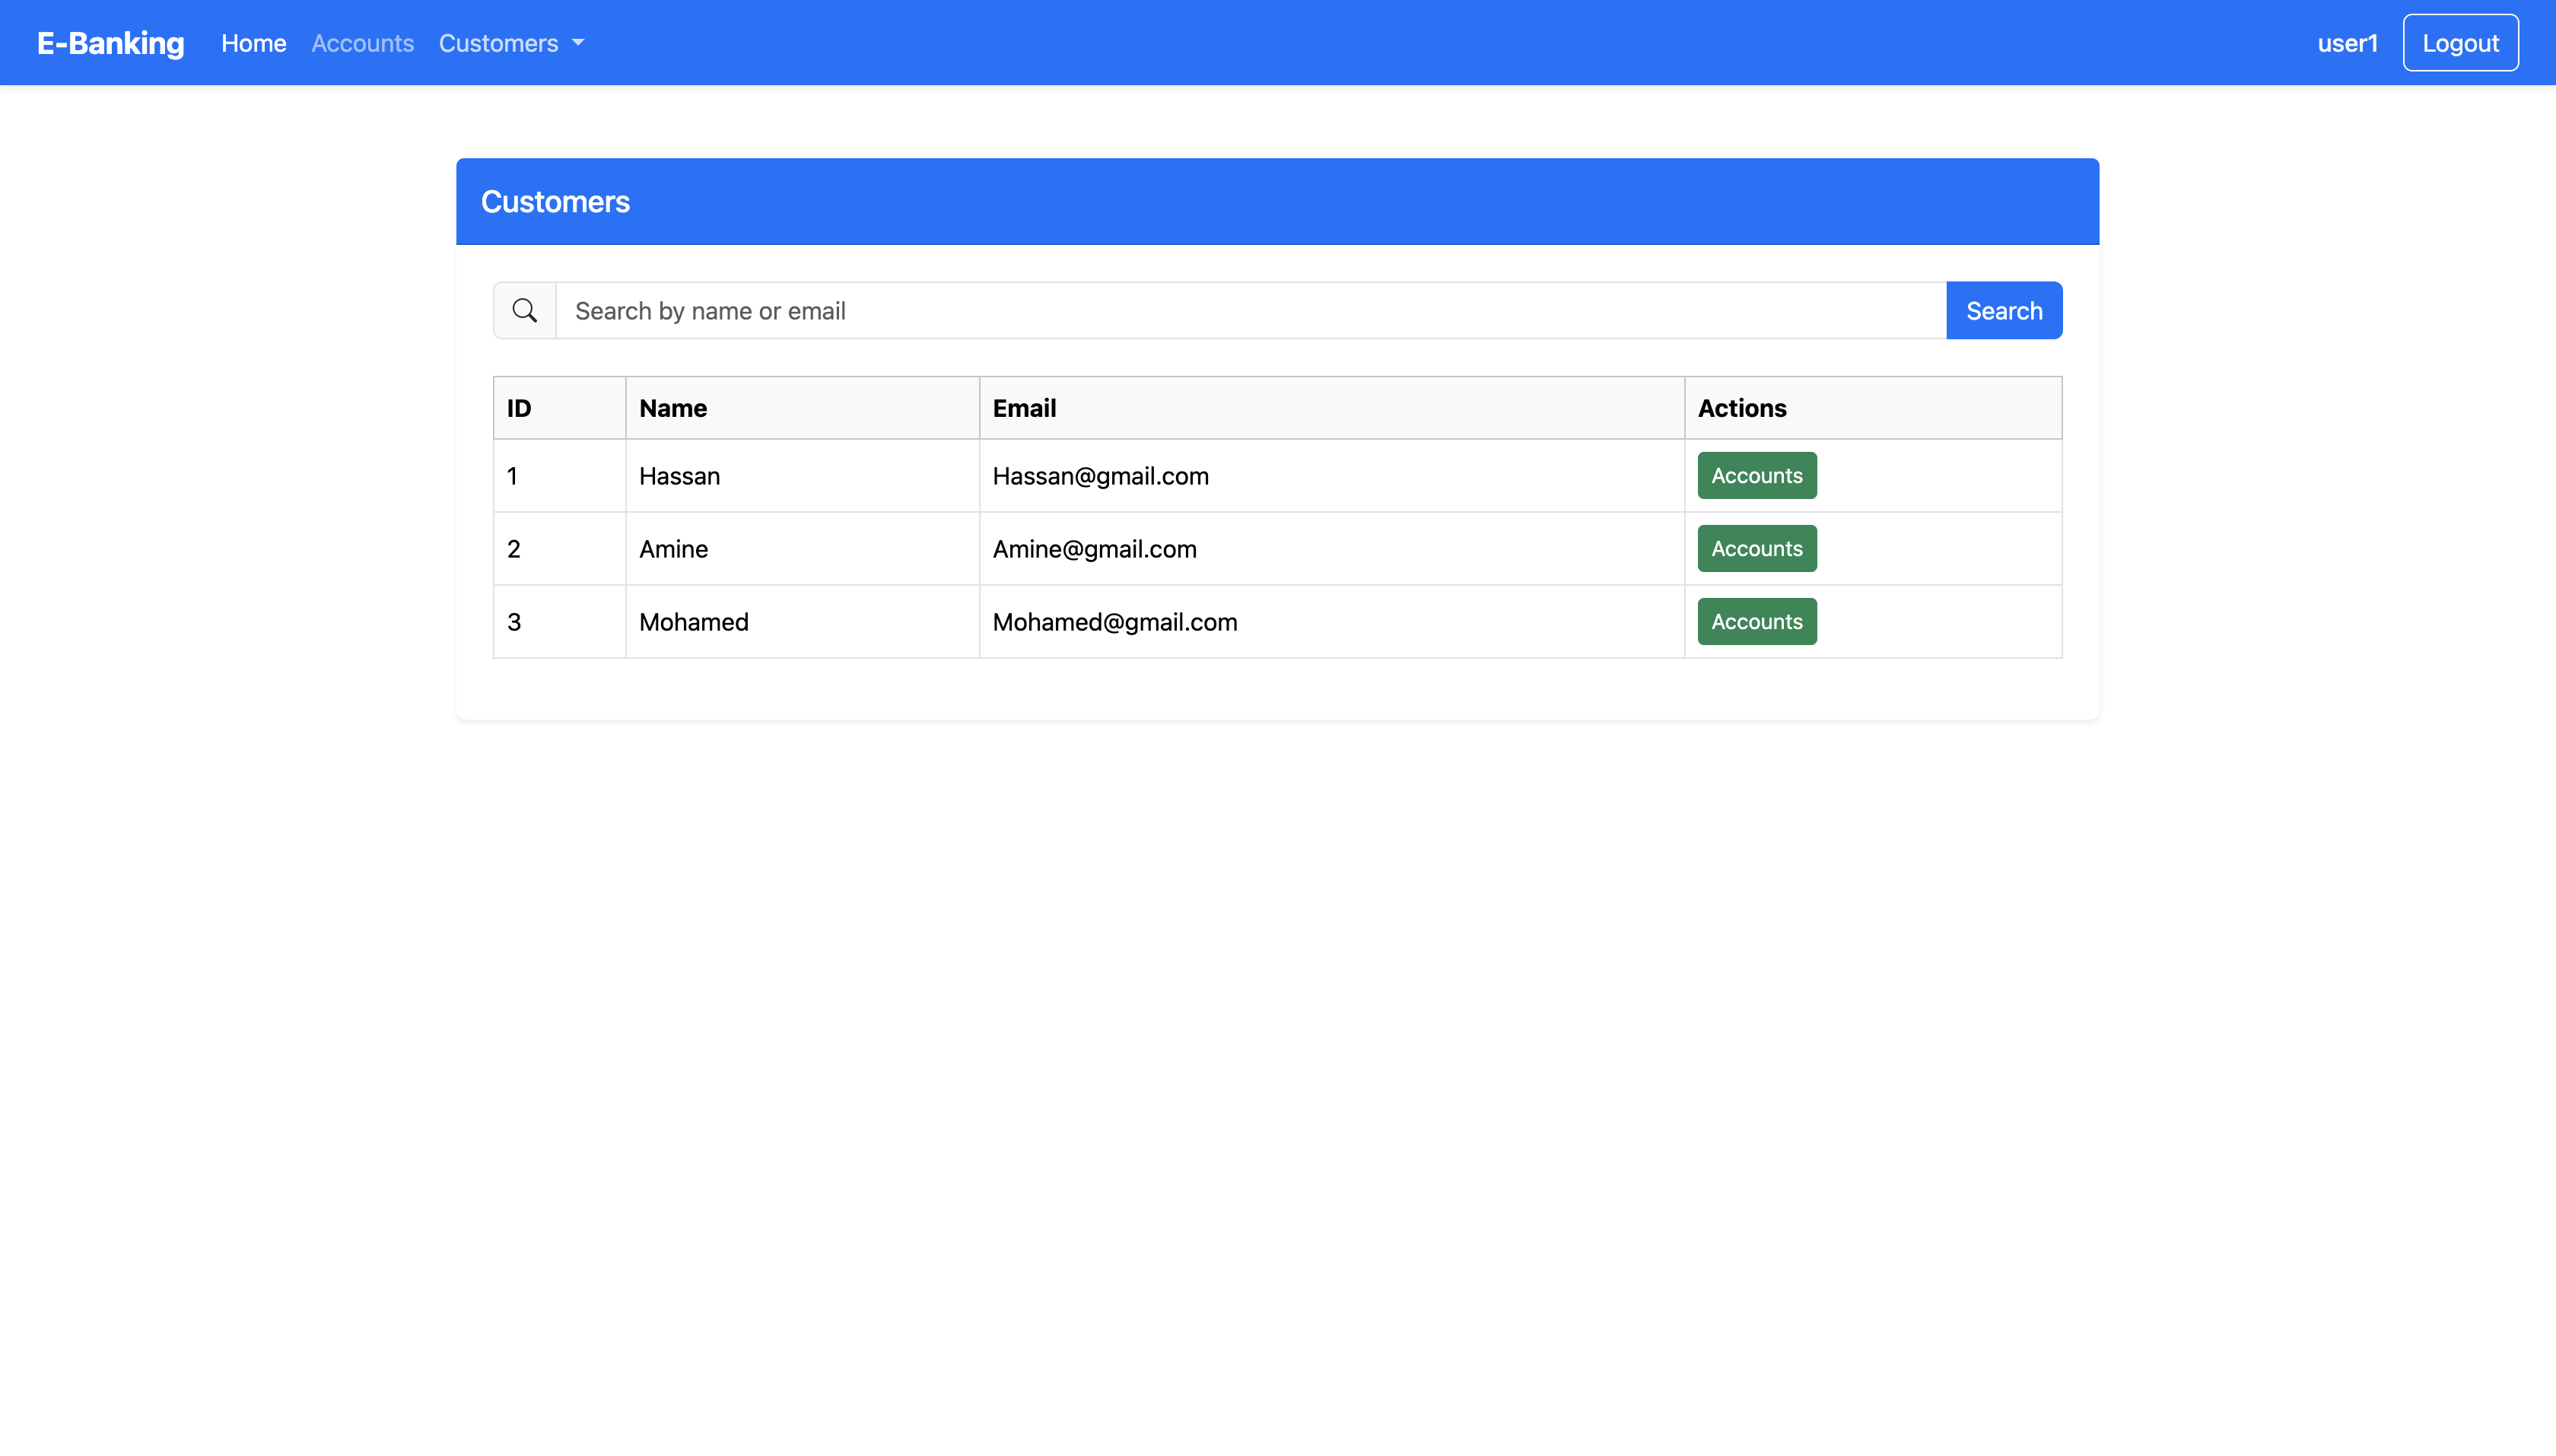 E-Banking Home Accounts Customers user1 Logout
Customers
Search by name or email Search
ID Name Email Actions
1 Hassan Hassan@gmail.com Accounts
2 Amine Amine@gmail.com Accounts
3 Mohamed Mohamed@gmail.com Accounts